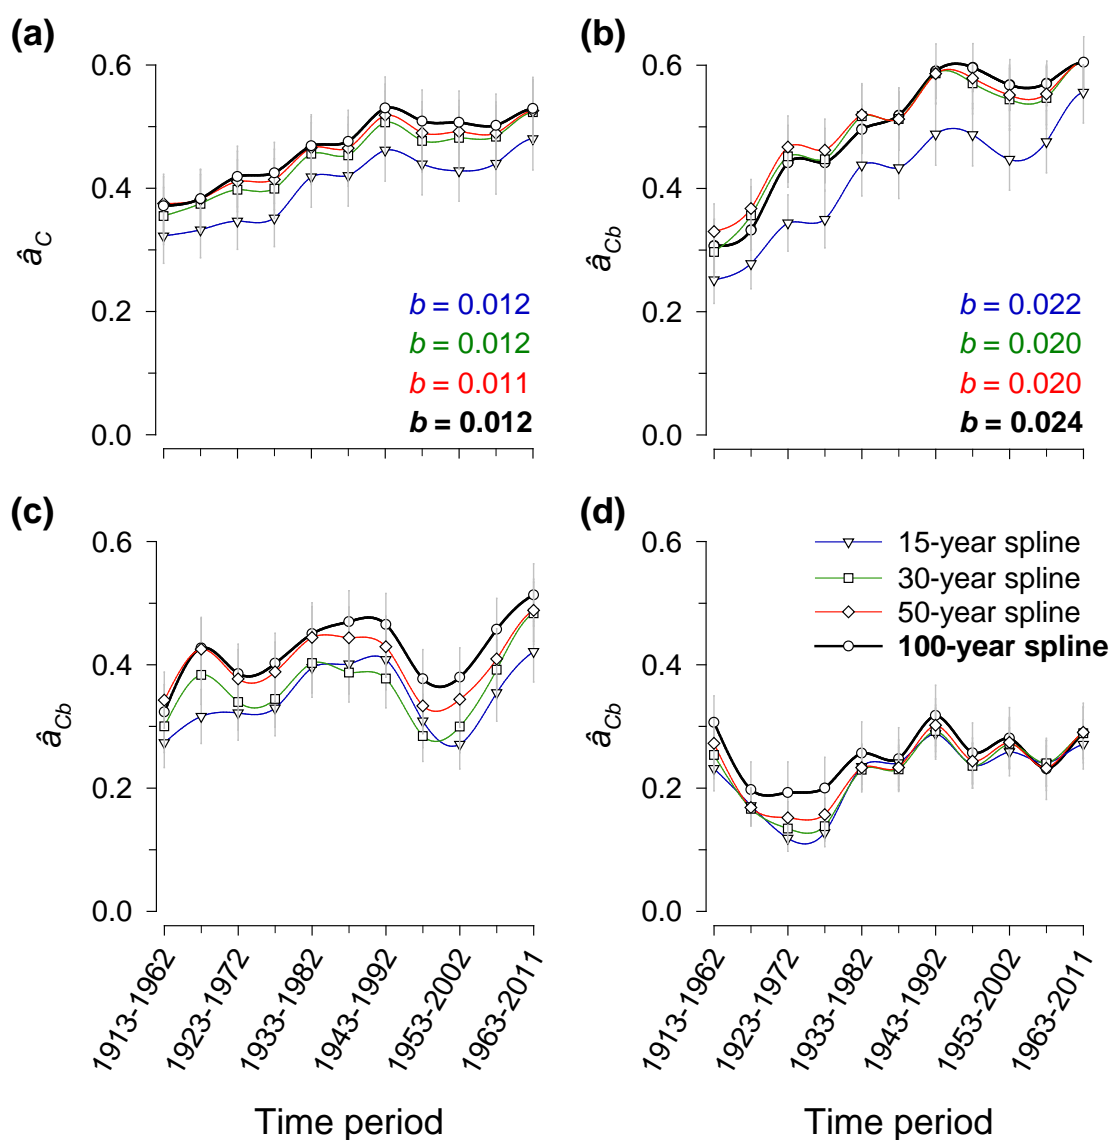 (a)
0.6
0.4
0.2
0.0
âC
b = 0.012
b = 0.012
b = 0.011
b = 0.012
(b)
0.6
0.4
0.2
0.0
âCb
b = 0.022
b = 0.020
b = 0.020
b = 0.024
(c)
0.6
0.4
0.2
0.0
âCb
1913-1962
1923-1972
1933-1982
1943-1992
1953-2002
1963-2011
Time period
(d)
0.6
0.4
0.2
0.0
âCb
15-year spline
30-year spline
50-year spline
100-year spline
1913-1962
1923-1972
1933-1982
1943-1992
1953-2002
1963-2011
Time period